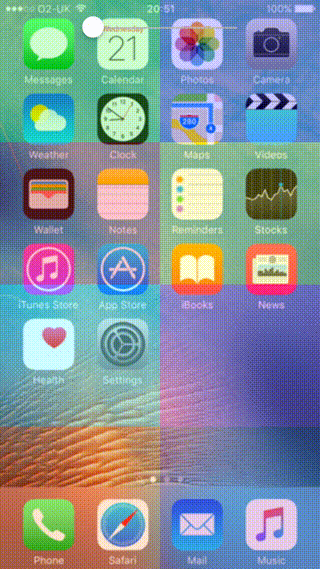 O2-UK 20:51 100%
Wednesday
21
Messages Calendar Photos Camera
280
Weather Clock Maps Videos
Wallet Notes Reminders Stocks
iTunes Store App Store iBooks News
Health Settings
Phone Safari Mail Music